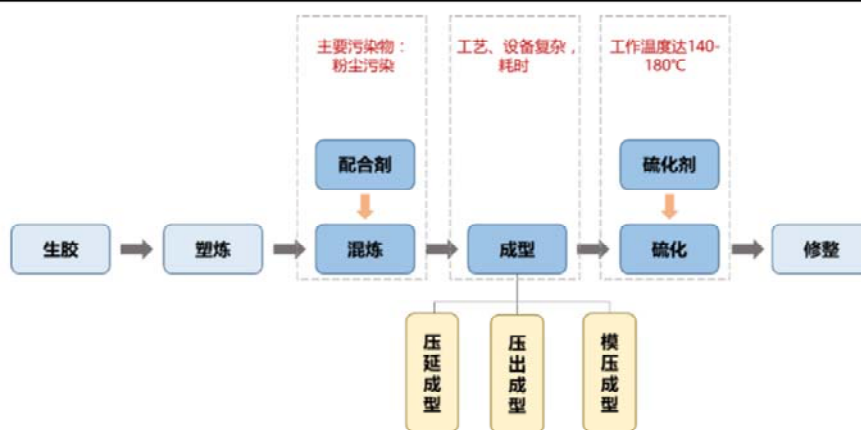 主要污染物：
粉尘污染
工艺、设备复杂，
耗时
工作温度达140-
180℃
配合剂
硫化剂
生胶
塑炼
混炼
成型
硫化
修整
压延成型
压出成型
模压成型